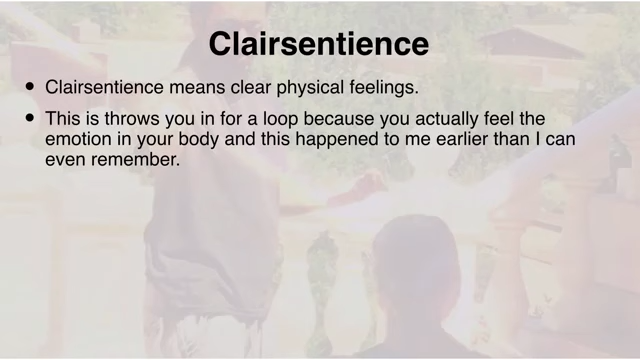 Clairsentience
• Clairsentience means clear physical feelings.
• This is throws you in for a loop because you actually feel the
emotion in your body and this happened to me earlier than I can
even remember.